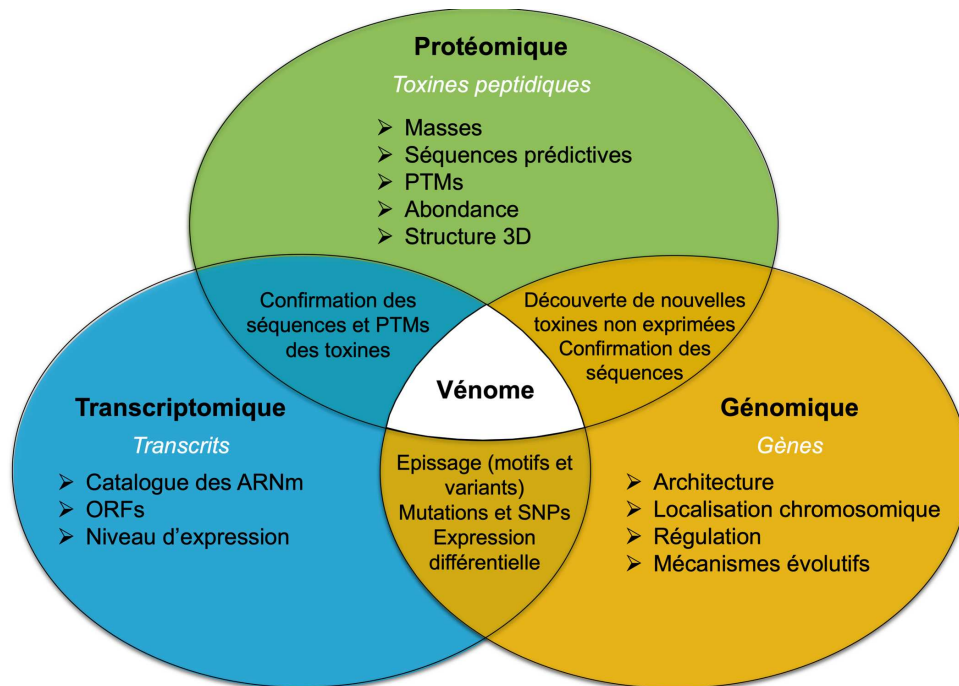 Protéomique
Toxines peptidiques
➢ Masses
➢ Séquences prédictives
➢ PTMs
➢ Abondance
➢ Structure 3D
Confirmation des
séquences et PTMs
des toxines
Découverte de nouvelles
toxines non exprimées
Confirmation des
séquences
Vénome
Transcriptomique
Transcrits
➢ Catalogue des ARNm
➢ ORFs
➢ Niveau d'expression
Epissage (motifs et
variants)
Mutations et SNPs
Expression
différentielle
Génomique
Gènes
➢ Architecture
➢ Localisation chromosomique
➢ Régulation
➢ Mécanismes évolutifs